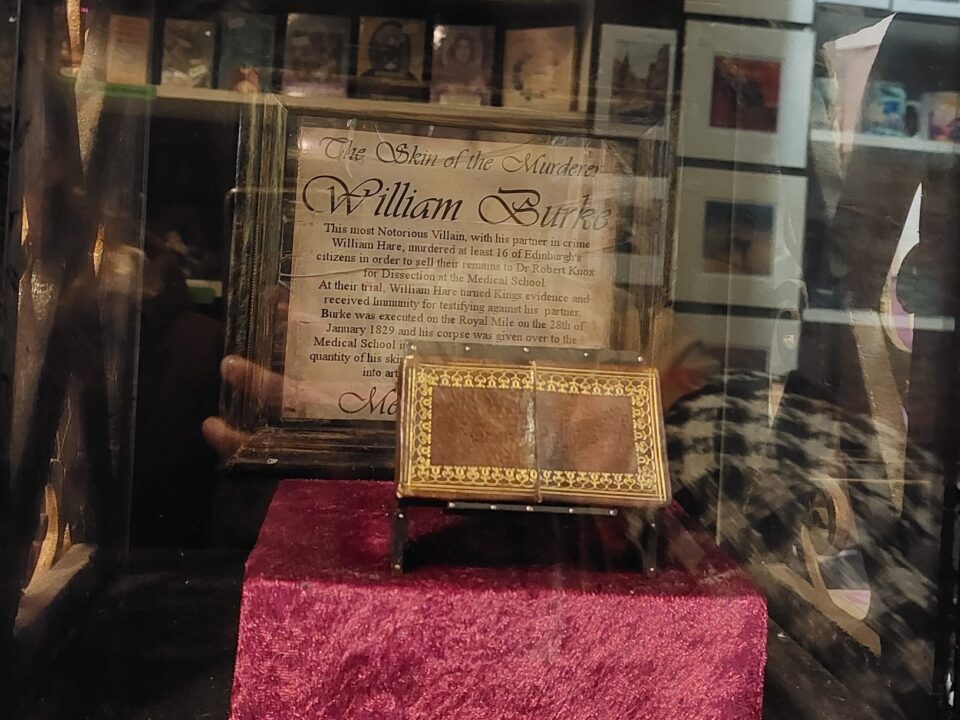 The Skin of the Murderer
William Burke
This most Notorious Villain, with his partner in crime
William Hare, murdered at least 16 of Edinburgh's
citizens in order to sell their remains to Dr Robert Knox
for Dissection at the Medical School.
At their trial, William Hare turned Kings evidence and
received Immunity for testifying against his partner.
Burke was executed on the Royal Mile on the 28th of
January 1829 and his corpse was given over to the
Medical School
quantity of his
into